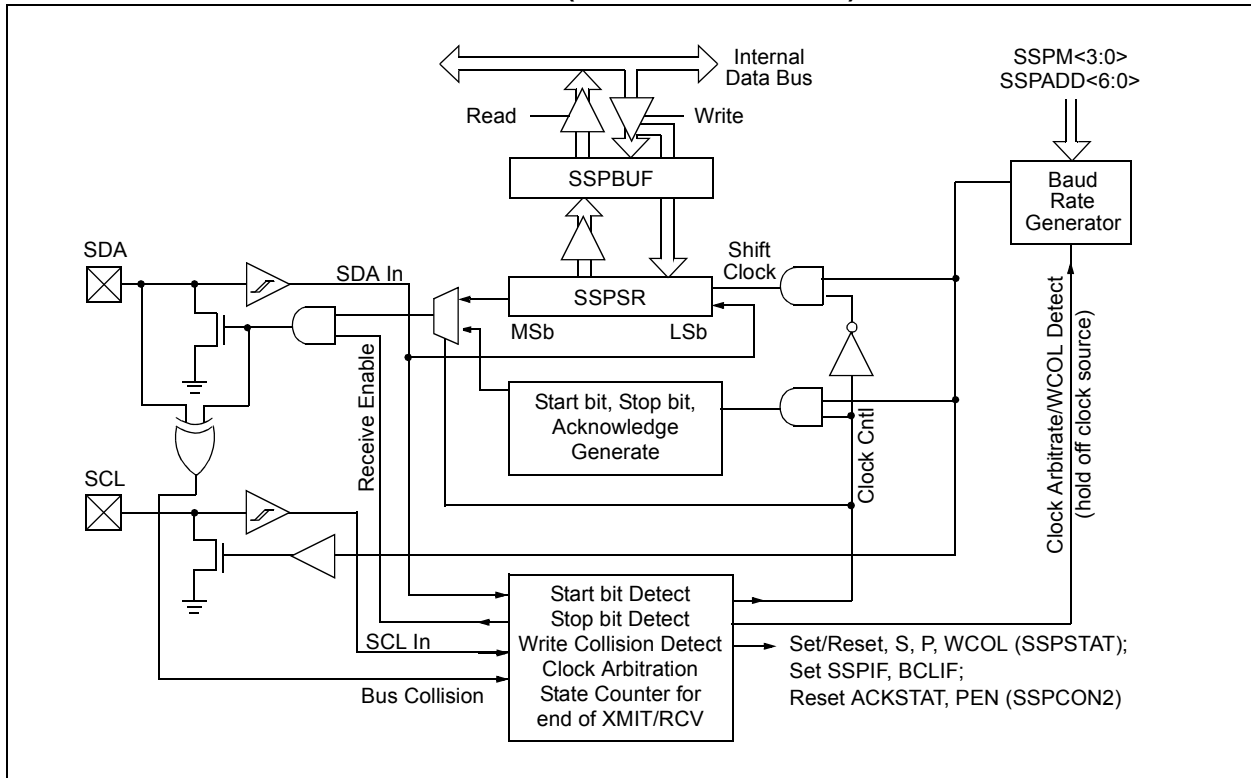 Internal
Data Bus
SSPM<3:0>
SSPADD<6:0>
Read
Write
SSPBUF
Baud
Rate
Generator
SDA
SDA In
Shift
Clock
SSPSR
MSb
LSb
Start bit, Stop bit,
Acknowledge
Generate
Receive Enable
Clock Cntl
Clock Arbitrate/WCOL Detect
(hold off clock source)
SCL
SCL In
Bus Collision
Start bit Detect
Stop bit Detect
Write Collision Detect
Clock Arbitration
State Counter for
end of XMIT/RCV
Set/Reset, S, P, WCOL (SSPSTAT);
Set SSPIF, BCLIF;
Reset ACKSTAT, PEN (SSPCON2)